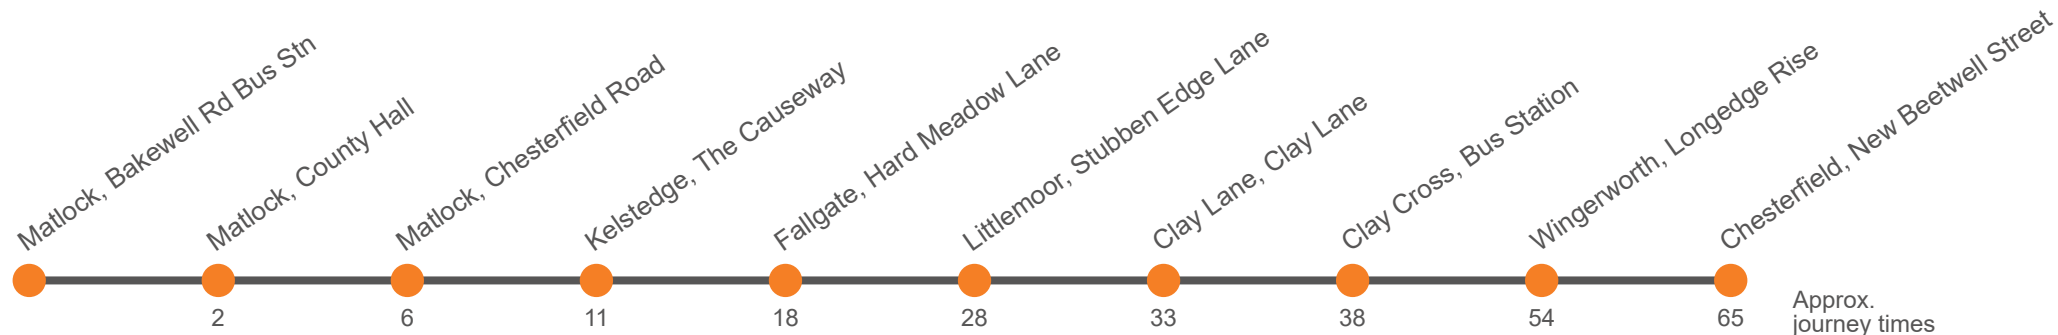 Matlock, Bakewell Rd Bus Stn
Matlock, County Hall
Matlock, Chesterfield Road
Kelstedge, The Causeway
Fallgate, Hard Meadow Lane
Littlemoor, Stubben Edge Lane
Clay Lane, Clay Lane
Clay Cross, Bus Station
Wingerworth, Longedge Rise
Chesterfield, New Beetwell Street
2 6 11 18 28 33 38 54 65
Approx.
journey times